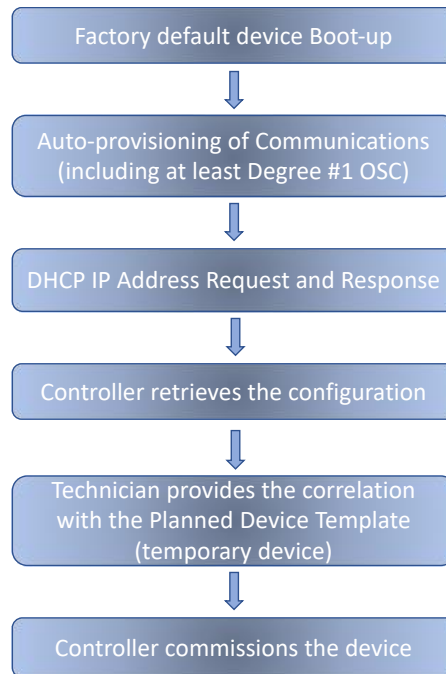 Factory default device Boot-up
Auto-provisioning of Communications
(including at least Degree #1 OSC)
DHCP IP Address Request and Response
Controller retrieves the configuration
Technician provides the correlation
with the Planned Device Template
(temporary device)
Controller commissions the device